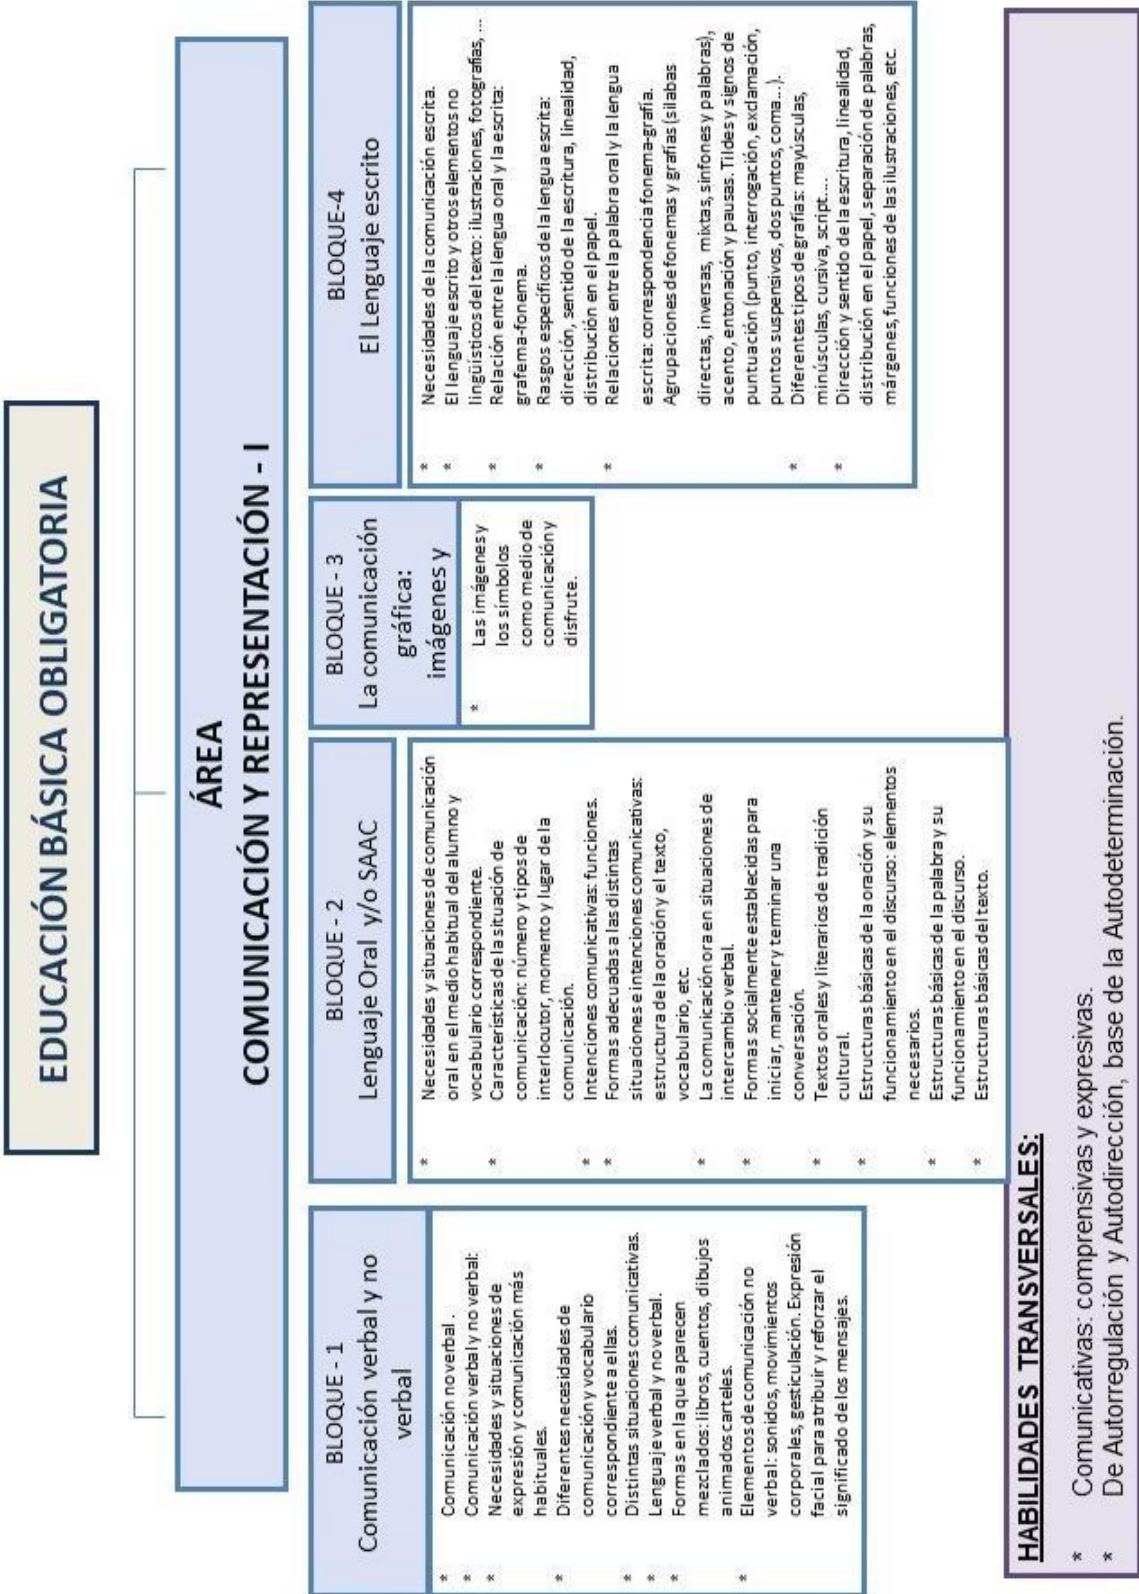 EDUCACIÓN BÁSICA OBLIGATORIA
ÁREA
COMUNICACIÓN Y REPRESENTACIÓN - I
BLOQUE - 1
Comunicación verbal y no
verbal
* Comunicación no verbal .
* Comunicación verbal y no verbal:
* Necesidades y situaciones de
expresión y comunicación más
habituales.
* Diferentes necesidades de
comunicación y vocabulario
correspondiente a ellas.
* Distintas situaciones comunicativas.
* Lenguaje verbal y no verbal.
* Formas en la que aparecen
mezclados: libros, cuentos, dibujos
animados carteles.
* Elementos de comunicación no
verbal: sonidos, movimientos
corporales, gesticulación. Expresión
facial para atribuir y reforzar el
significado de los mensajes.
BLOQUE - 2
Lenguaje Oral y/o SAAC
* Necesidades y situaciones de comunicación
oral en el medio habitual del alumno y
vocabulario correspondiente.
* Características de la situación de
comunicación: número y tipos de
interlocutor, momento y lugar de la
comunicación.
* Intenciones comunicativas: funciones.
* Formas adecuadas a las distintas
situaciones e intenciones comunicativas:
estructura de la oración y el texto,
vocabulario, etc.
* La comunicación ora en situaciones de
intercambio verbal.
* Formas socialmente establecidas para
iniciar, mantener y terminar una
conversación.
* Textos orales y literarios de tradición
cultural.
* Estructuras básicas de la oración y su
funcionamiento en el discurso: elementos
necesarios.
* Estructuras básicas de la palabra y su
funcionamiento en el discurso.
* Estructuras básicas del texto.
BLOQUE - 3
La comunicación
gráfica:
imágenes y
* Las imágenes y
los símbolos
como medio de
comunicación y
disfrute.
BLOQUE-4
El Lenguaje escrito
* Necesidades de la comunicación escrita.
* El lenguaje escrito y otros elementos no
lingüísticos del texto: ilustraciones, fotografías, ...
* Relación entre la lengua oral y la escrita:
grafema-fonema.
* Rasgos específicos de la lengua escrita:
dirección, sentido de la escritura, linealidad,
distribución en el papel.
* Relaciones entre la palabra oral y la lengua
escrita: correspondencia fonema-grafía.
Agrupaciones de fonemas y grafías (sílabas
directas, inversas, mixtas, sinfones y palabras),
acento, entonación y pausas. Tildes y signos de
puntuación (punto, interrogación, exclamación,
puntos suspensivos, dos puntos, coma...).
* Diferentes tipos de grafías: mayúsculas,
minúsculas, cursiva, script....
* Dirección y sentido de la escritura, linealidad,
distribución en el papel, separación de palabras,
márgenes, funciones de las ilustraciones, etc.
HABILIDADES TRANSVERSALES:
* Comunicativas: comprensivas y expresivas.
* De Autorregulación y Autodirección, base de la Autodeterminación.